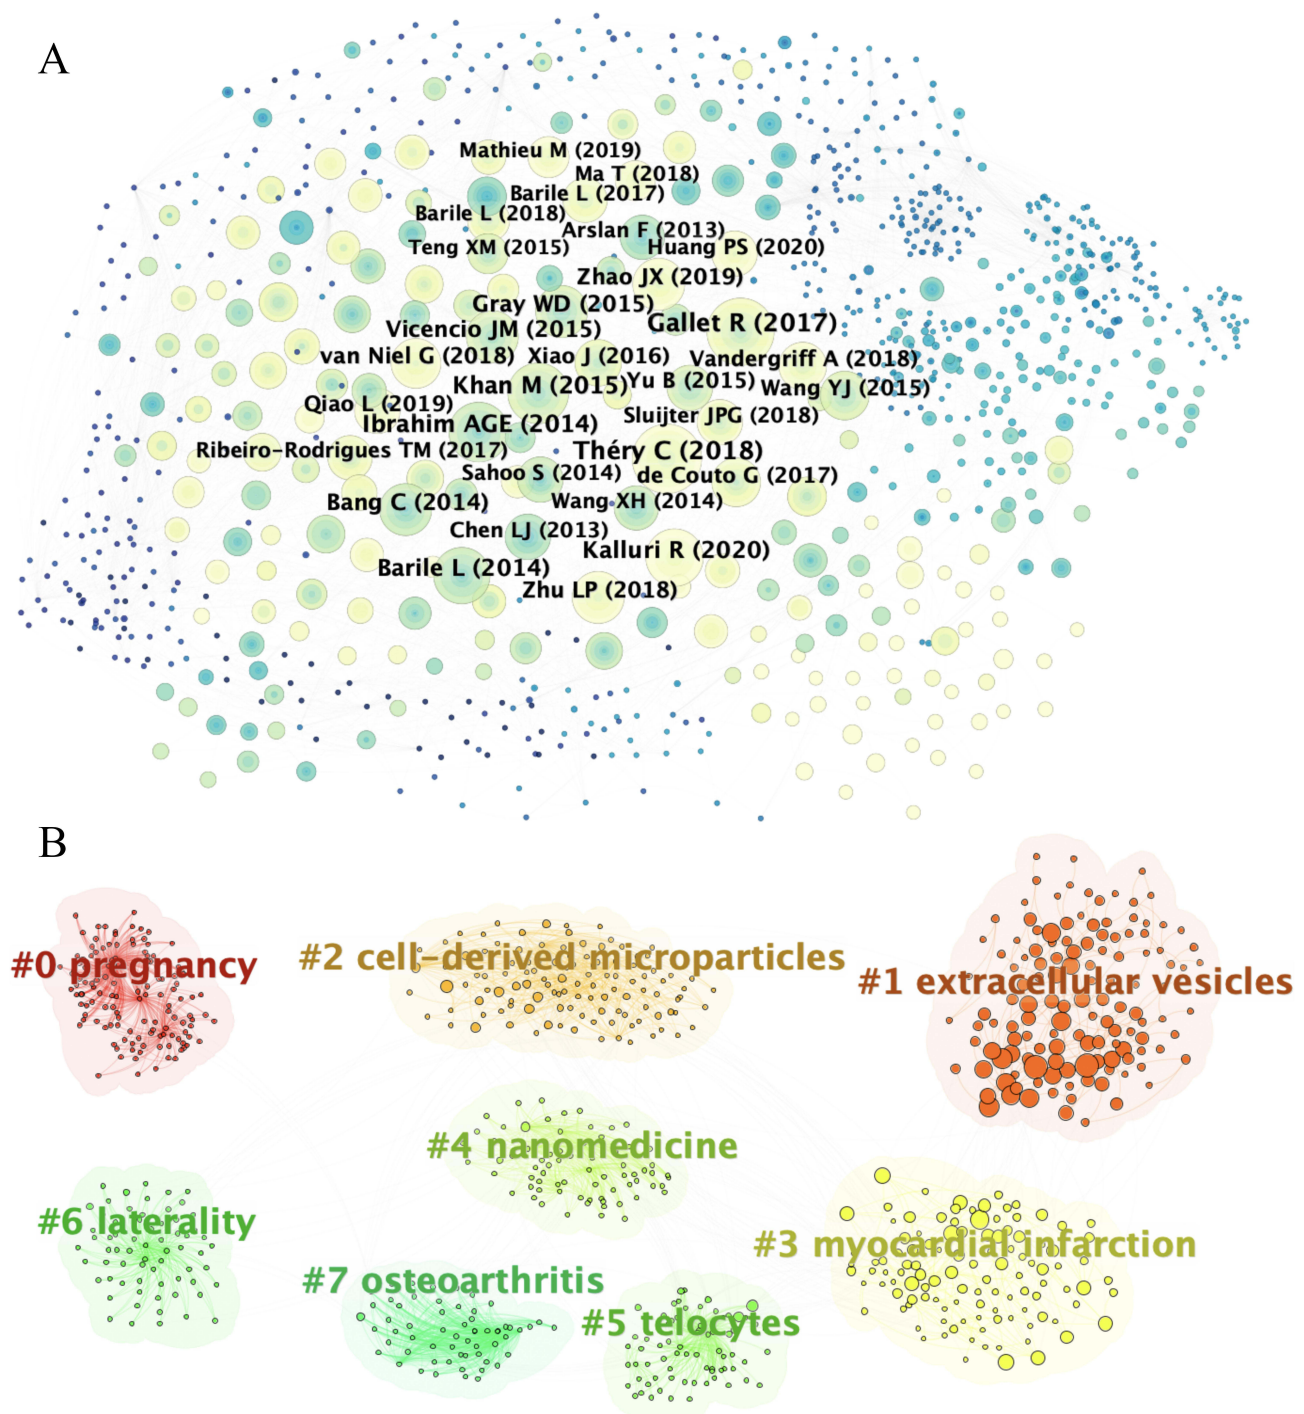 A
Mathieu M (2019)
Ma T (2018)
Barile L (2017)
Barile L (2018)
Arslan F (2013)
Teng XM (2015)
Huang PS (2020)
Zhao JX (2019)
Gray WD (2015)
Gallet R (2017)
Vicencio JM (2015)
van Niel G (2018)
Xiao J (2016)
Vandergriff A (2018)
Khan M (2015)
Yu B (2015)
Wang YJ (2015)
Qiao L (2019)
Sluijter JPG (2018)
Ibrahim AGE (2014)
Ribeiro-Rodrigues TM (2017)
Théry C (2018)
Sahoo S (2014)
de Couto G (2017)
Bang C (2014)
Wang XH (2014)
Chen LJ (2013)
Kalluri R (2020)
Barile L (2014)
Zhu LP (2018)
B
#0 pregnancy
#2 cell-derived microparticles
#1 extracellular vesicles
#4 nanomedicine
#6 laterality
#3 myocardial infarction
#7 osteoarthritis
#5 telocytes